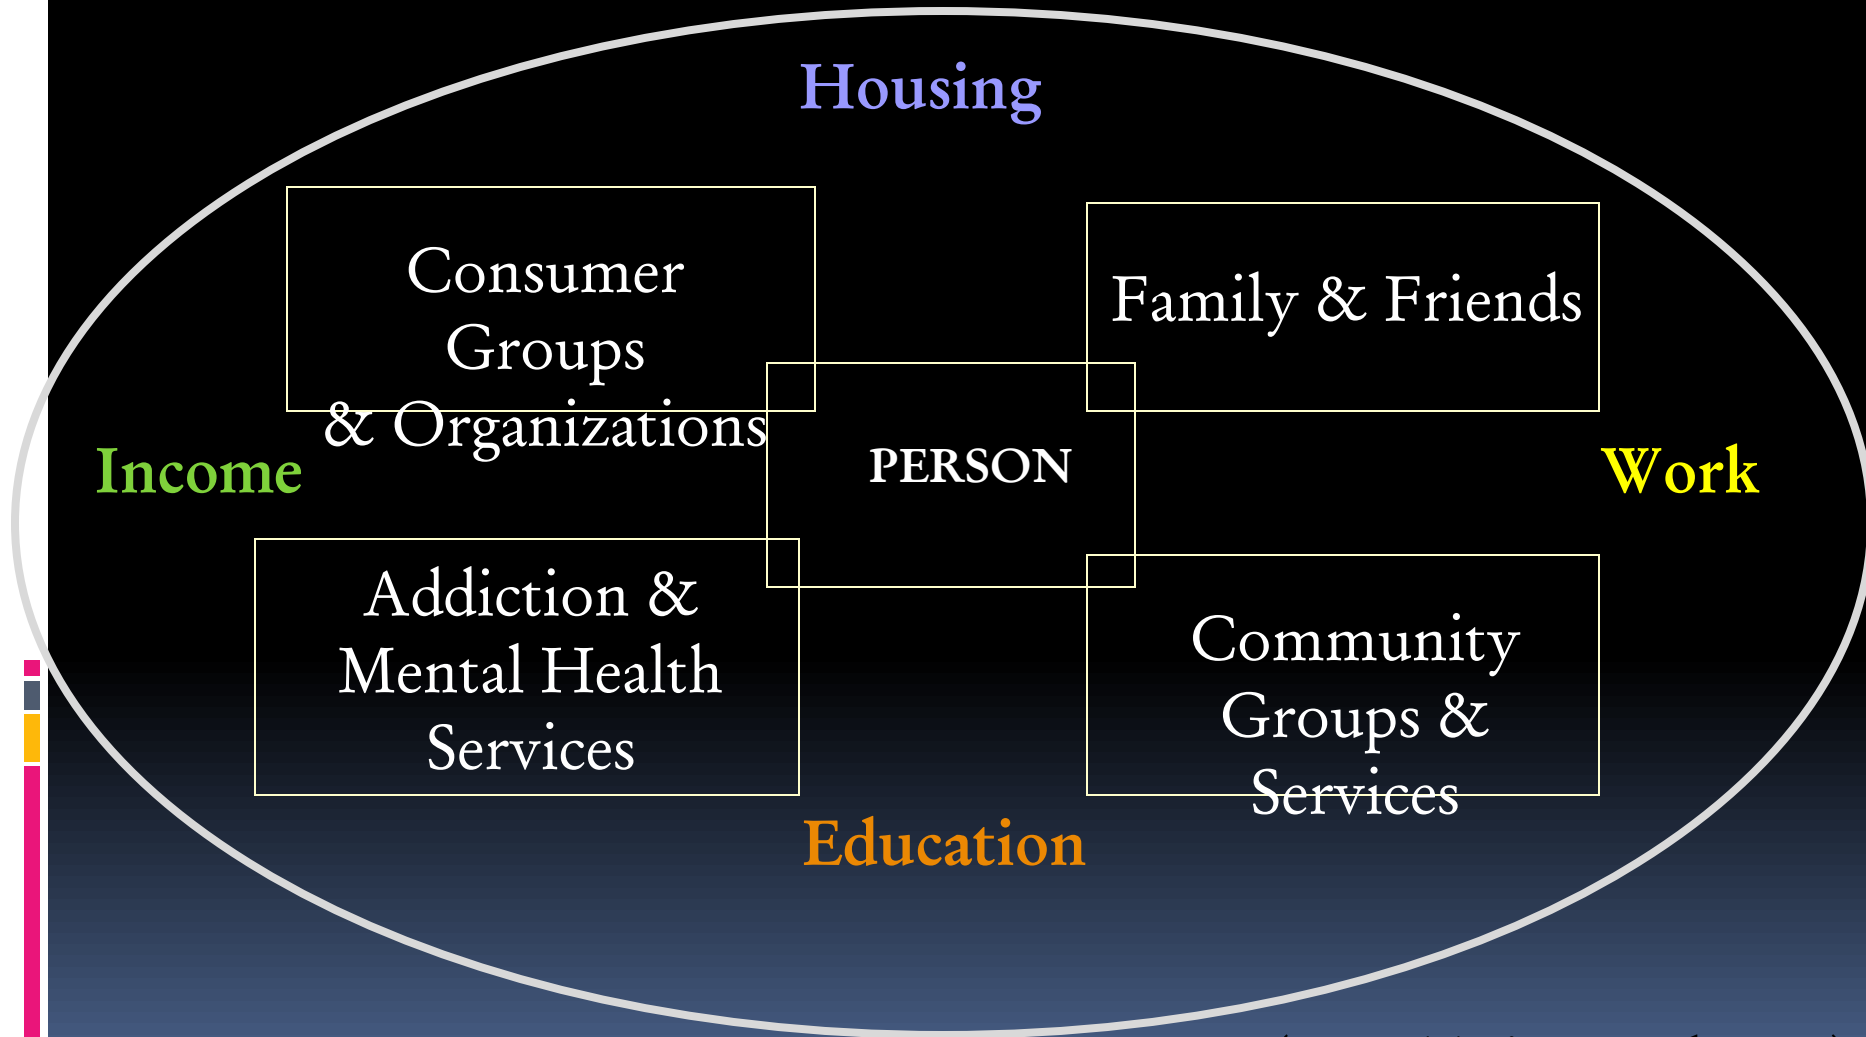 Housing
Consumer
Groups
& Organizations
Family & Friends
PERSON
Income
Work
Addiction &
Mental Health
Services
Community
Groups &
Services
Education